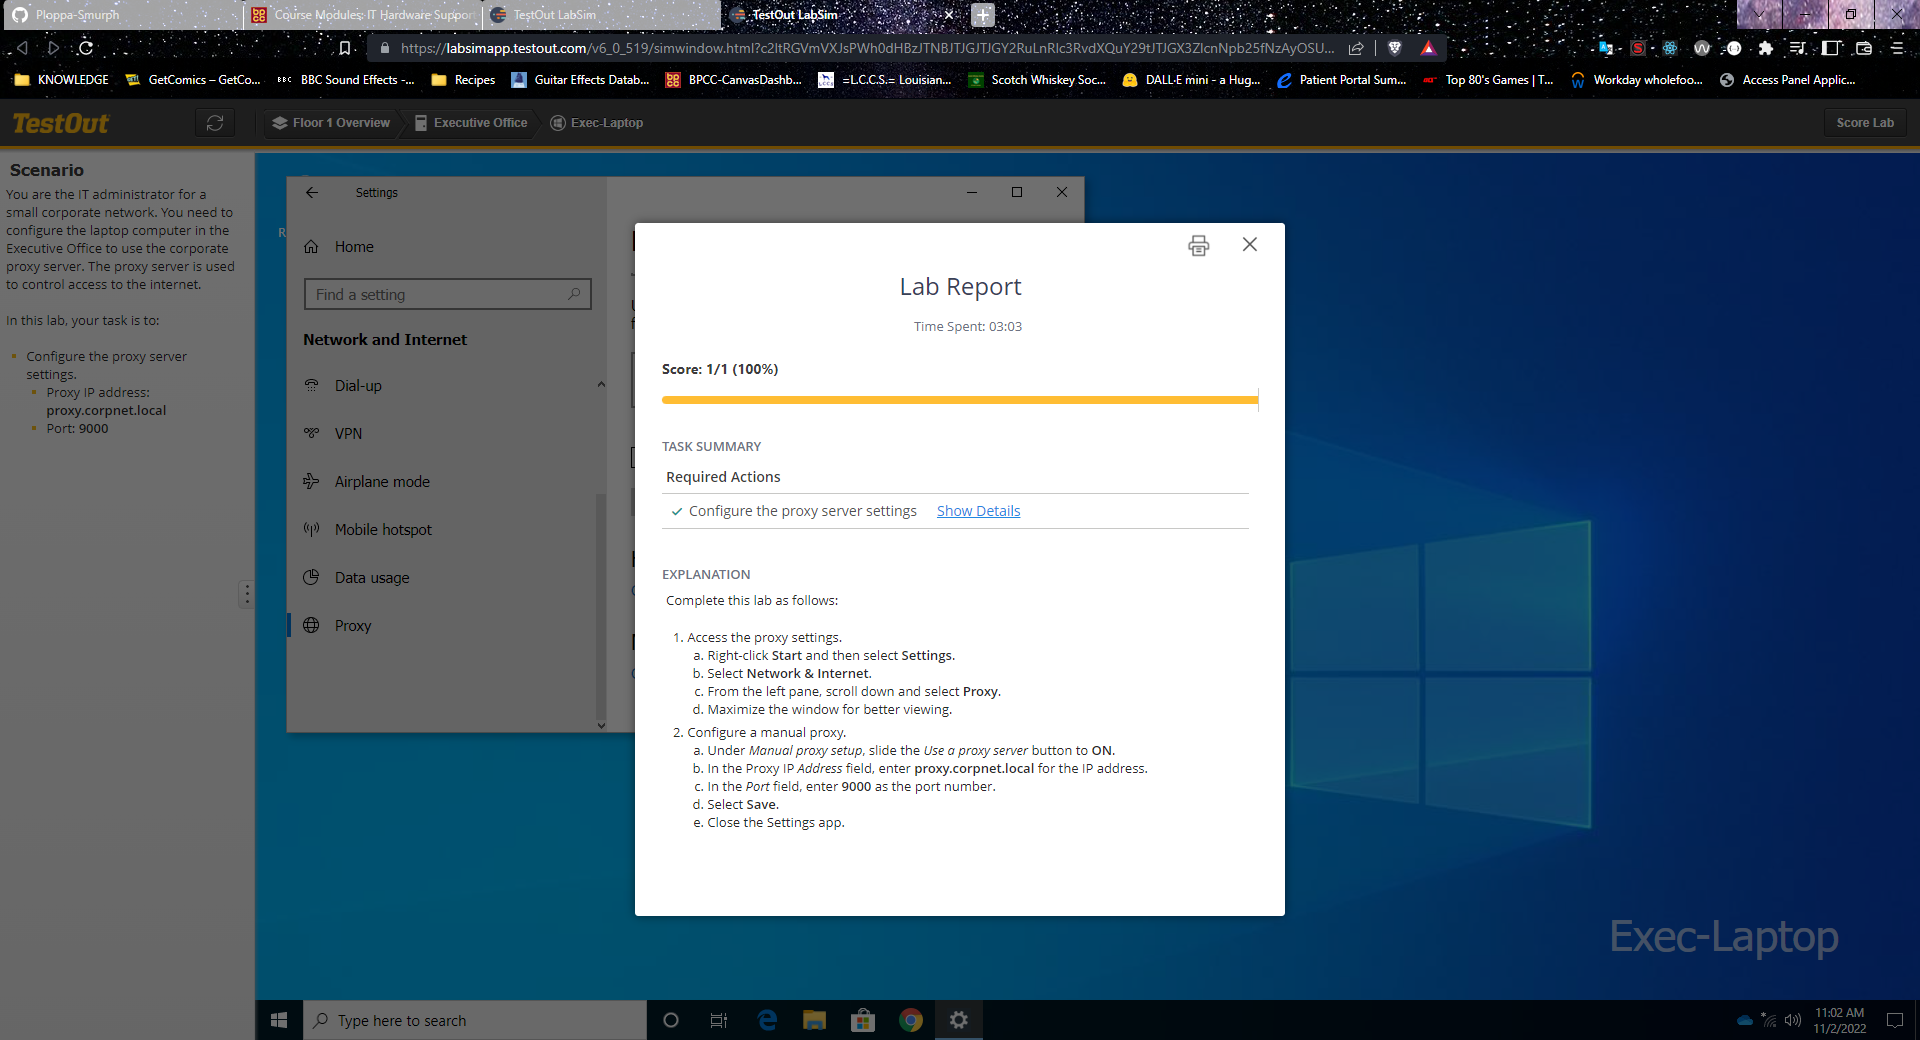 Ploppa-Smurph
Course Modules: IT Hardware Support
TestOut LabSim
TestOut LabSim
https://labsimapp.testout.com/v6_0_519/simwindow.html?
KNOWLEDGE
GetComics – GetCo...
BBC BBC Sound Effects -...
Recipes
Guitar Effects Datab...
BPCC-CanvasDashb...
=L.C.C.S.= Louisian...
Scotch Whiskey Soc...
DALL·E mini - a Hug...
Patient Portal Sum...
Top 80's Games | T...
Workday wholefoo...
Access Panel Applic...
TestOut
Floor 1 Overview
Executive Office
Exec-Laptop
Score Lab
Scenario
You are the IT administrator for a
small corporate network. You need to
configure the laptop computer in the
Executive Office to use the corporate
proxy server. The proxy server is used
to control access to the internet.
In this lab, your task is to:
Configure the proxy server
settings.
Proxy IP address:
proxy.corpnet.local
Port: 9000
Settings
Home
Find a setting
Network and Internet
Dial-up
VPN
Airplane mode
Mobile hotspot
Data usage
Proxy
Lab Report
Time Spent: 03:03
Score: 1/1 (100%)
TASK SUMMARY
Required Actions
✓ Configure the proxy server settings Show Details
EXPLANATION
Complete this lab as follows:
1. Access the proxy settings.
a. Right-click Start and then select Settings.
b. Select Network & Internet.
c. From the left pane, scroll down and select Proxy.
d. Maximize the window for better viewing.
2. Configure a manual proxy.
a. Under Manual proxy setup, slide the Use a proxy server button to ON.
b. In the Proxy IP Address field, enter proxy.corpnet.local for the IP address.
c. In the Port field, enter 9000 as the port number.
d. Select Save.
e. Close the Settings app.
Exec-Laptop
Type here to search
11:02 AM
11/2/2022